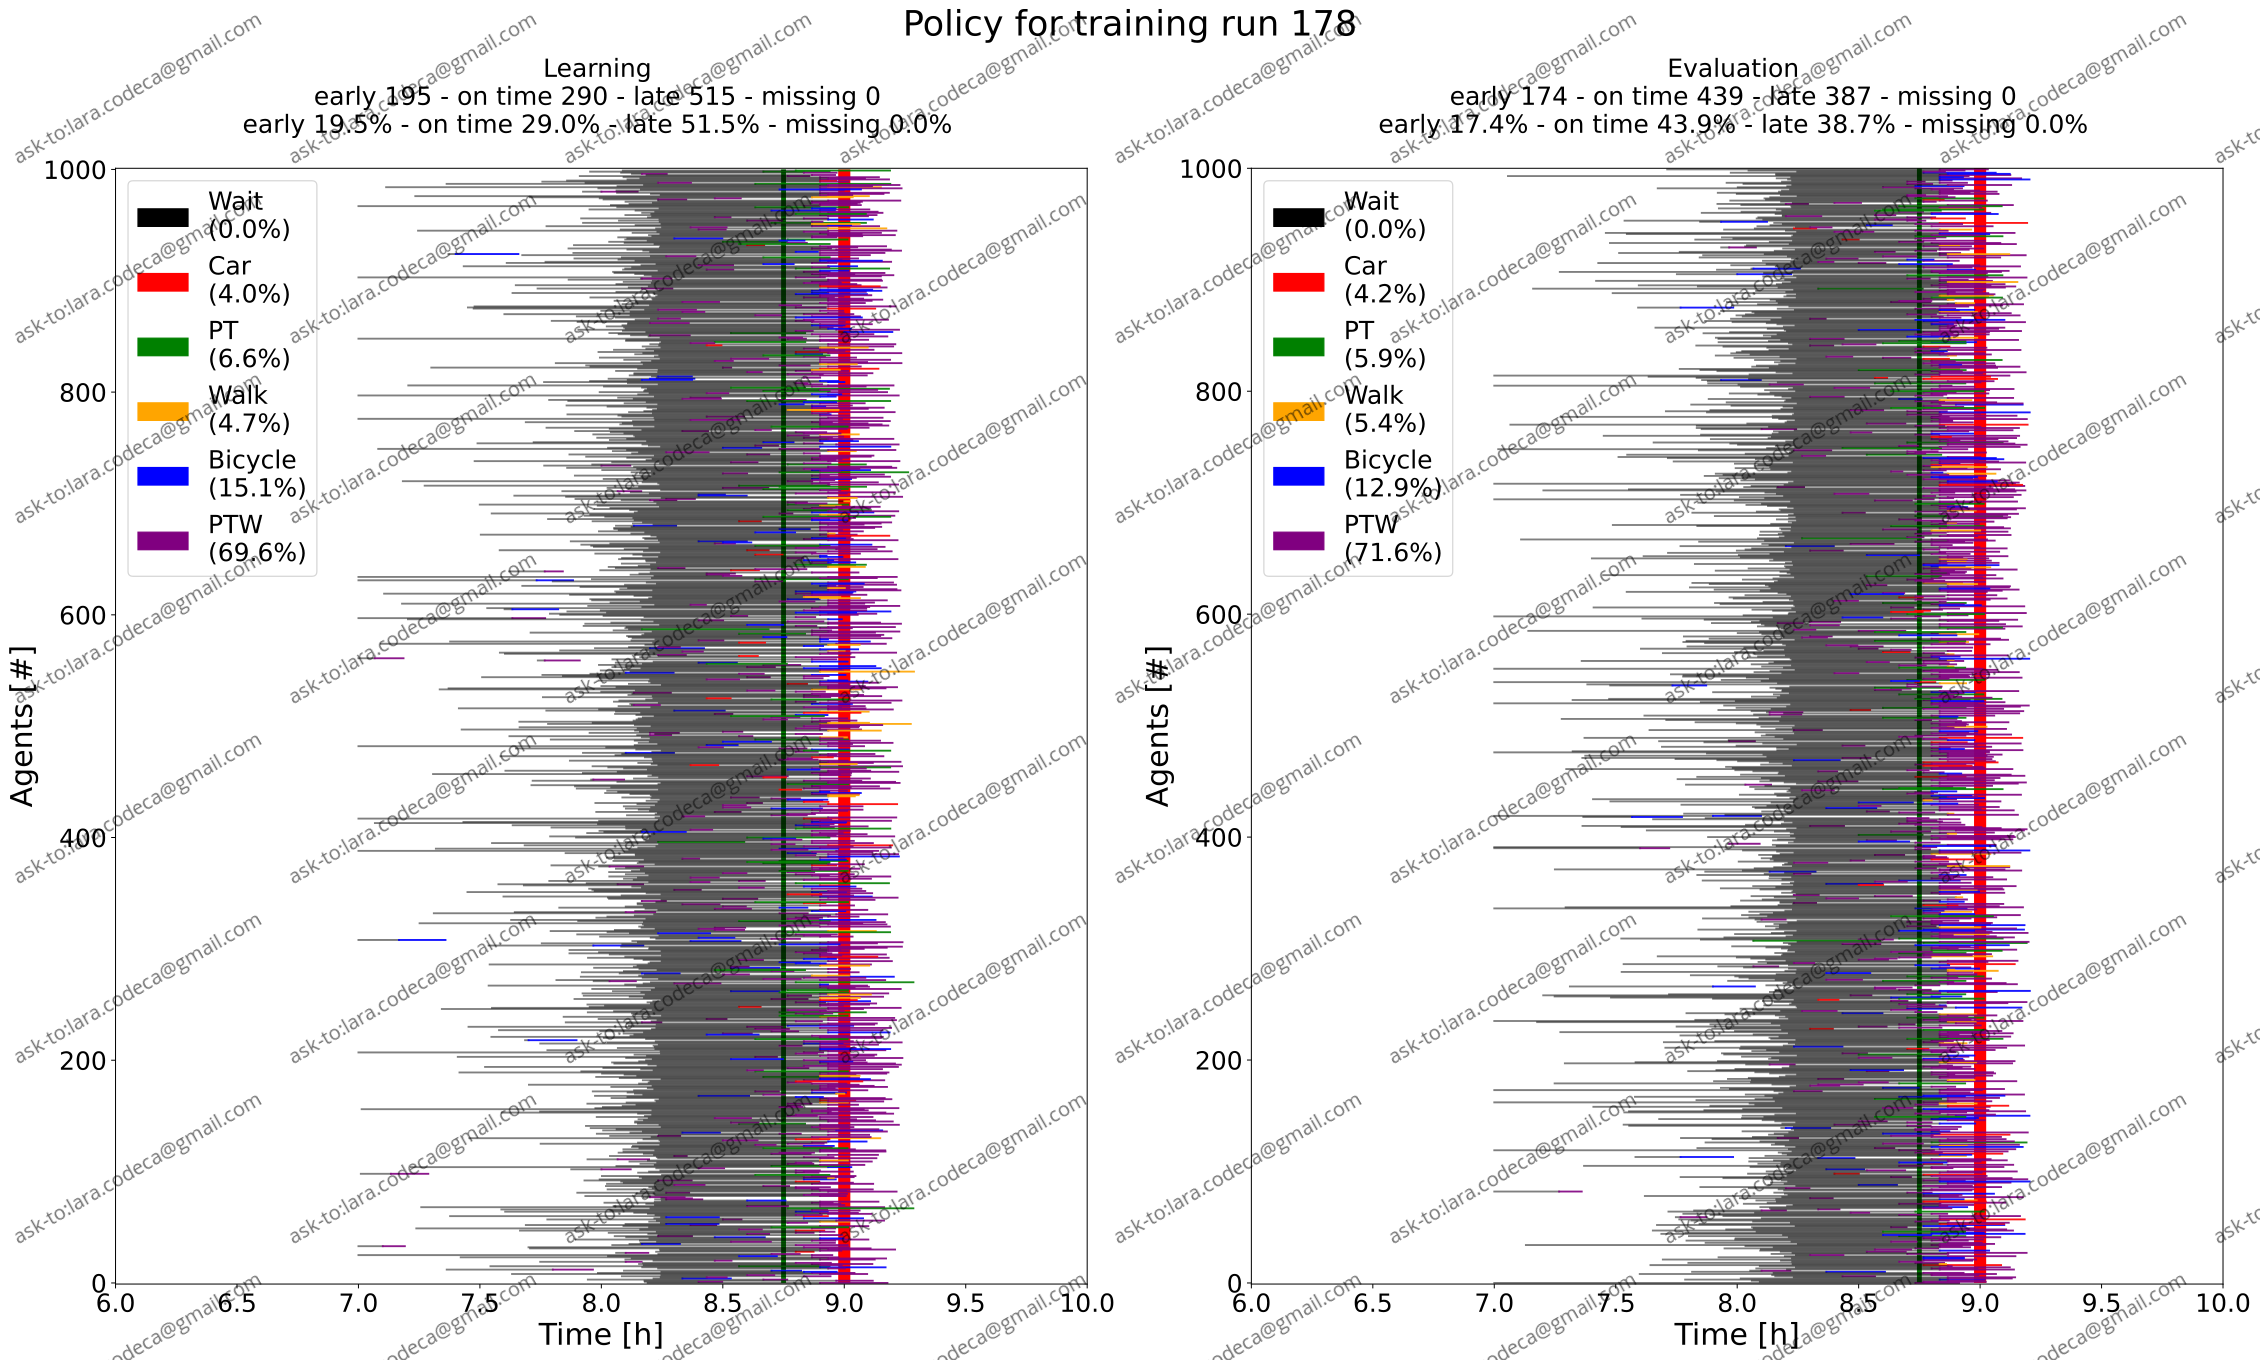 Policy for training run 178
Learning
early 195 - on time 290 - late 515 - missing 0
early 19.5% - on time 29.0% - late 51.5% - missing 0.0%
1000
800
600
400
200
0
Agents [#]
Wait
(0.0%)
Car
(4.0%)
PT
(6.6%)
Walk
(4.7%)
Bicycle
(15.1%)
PTW
(69.6%)
6.0 6.5 7.0 7.5 8.0 8.5 9.0 9.5 10.0
Time [h]
Evaluation
early 174 - on time 439 - late 387 - missing 0
early 17.4% - on time 43.9% - late 38.7% - missing 0.0%
1000
800
600
400
200
0
Agents [#]
Wait
(0.0%)
Car
(4.2%)
PT
(5.9%)
Walk
(5.4%)
Bicycle
(12.9%)
PTW
(71.6%)
6.0 6.5 7.0 7.5 8.0 8.5 9.0 9.5 10.0
Time [h]
ask-to:lara.codeca@gmail.com